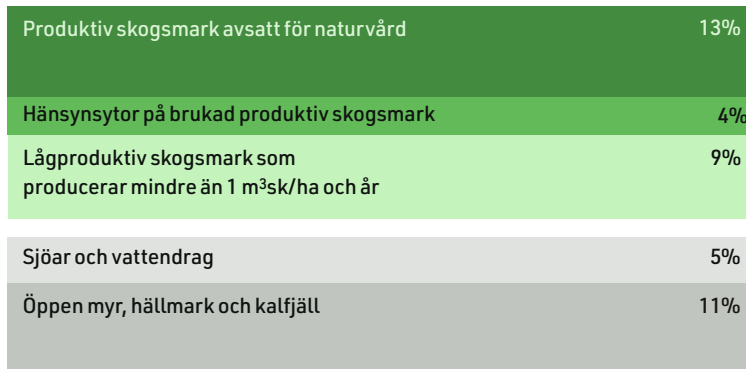 Produktiv skogsmark avsatt för naturvård 13%
Hänsynsytor på brukad produktiv skogsmark 4%
Lågproduktiv skogsmark som 9%
producerar mindre än 1 m³sk/ha och år
Sjöar och vattendrag 5%
Öppen myr, hällmark och kalfjäll 11%